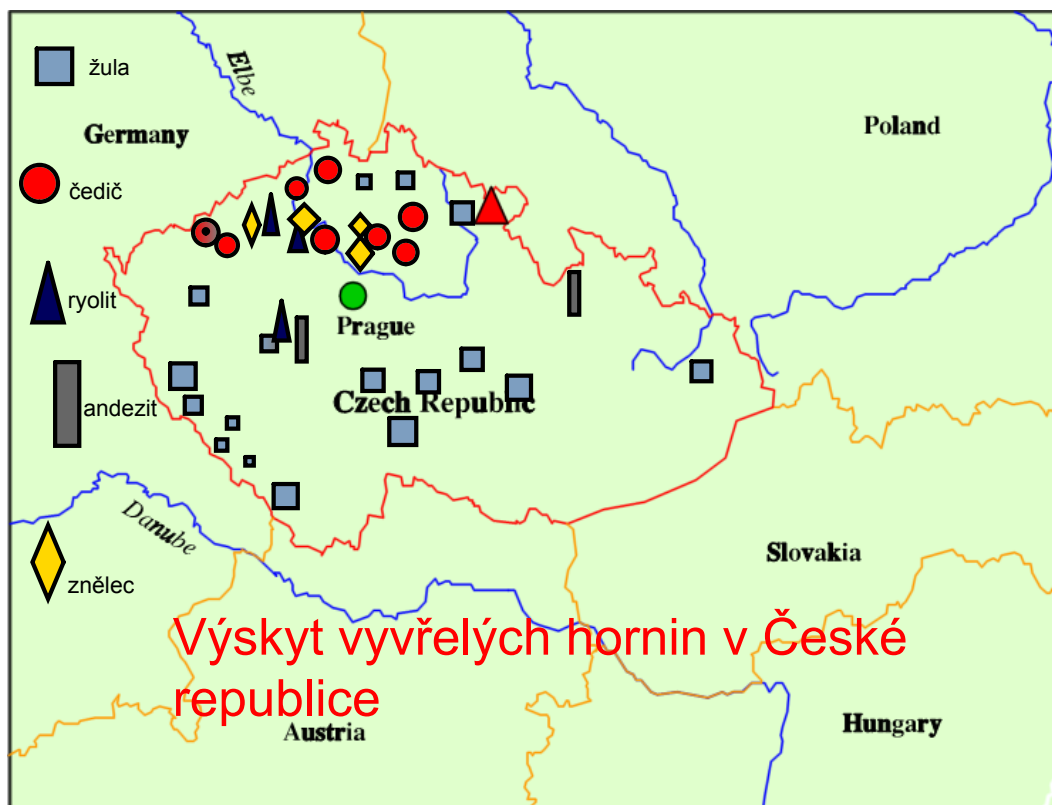 žula
Elbe
Germany
Poland
čedič
ryolit
Prague
andezit
Czech Republic
Danube
Slovakia
znělec
Výskyt vyvřelých hornin v České
republice
Austria
Hungary